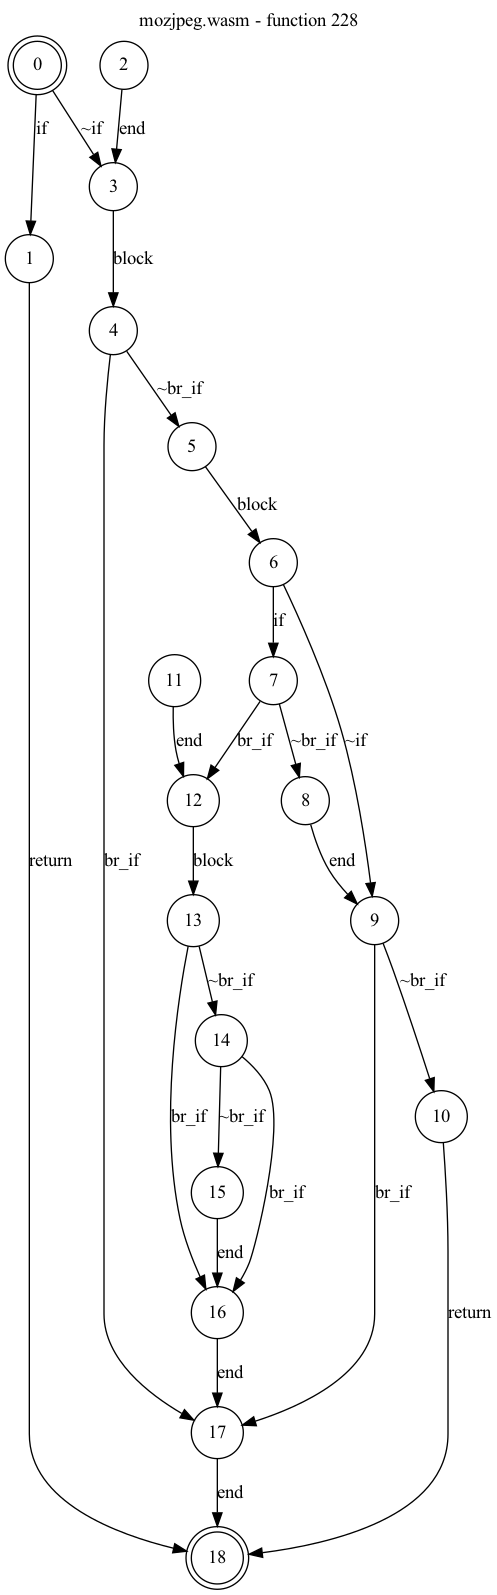 mozjpeg.wasm - function 228
0
2
if
~if
end
3
1
block
4
~br_if
5
block
6
if
11
7
end
br_if
~br_if
~if
12
8
return
br_if
block
end
13
9
~br_if
~br_if
14
br_if
~br_if
10
15
br_if
br_if
end
16
return
end
17
end
18